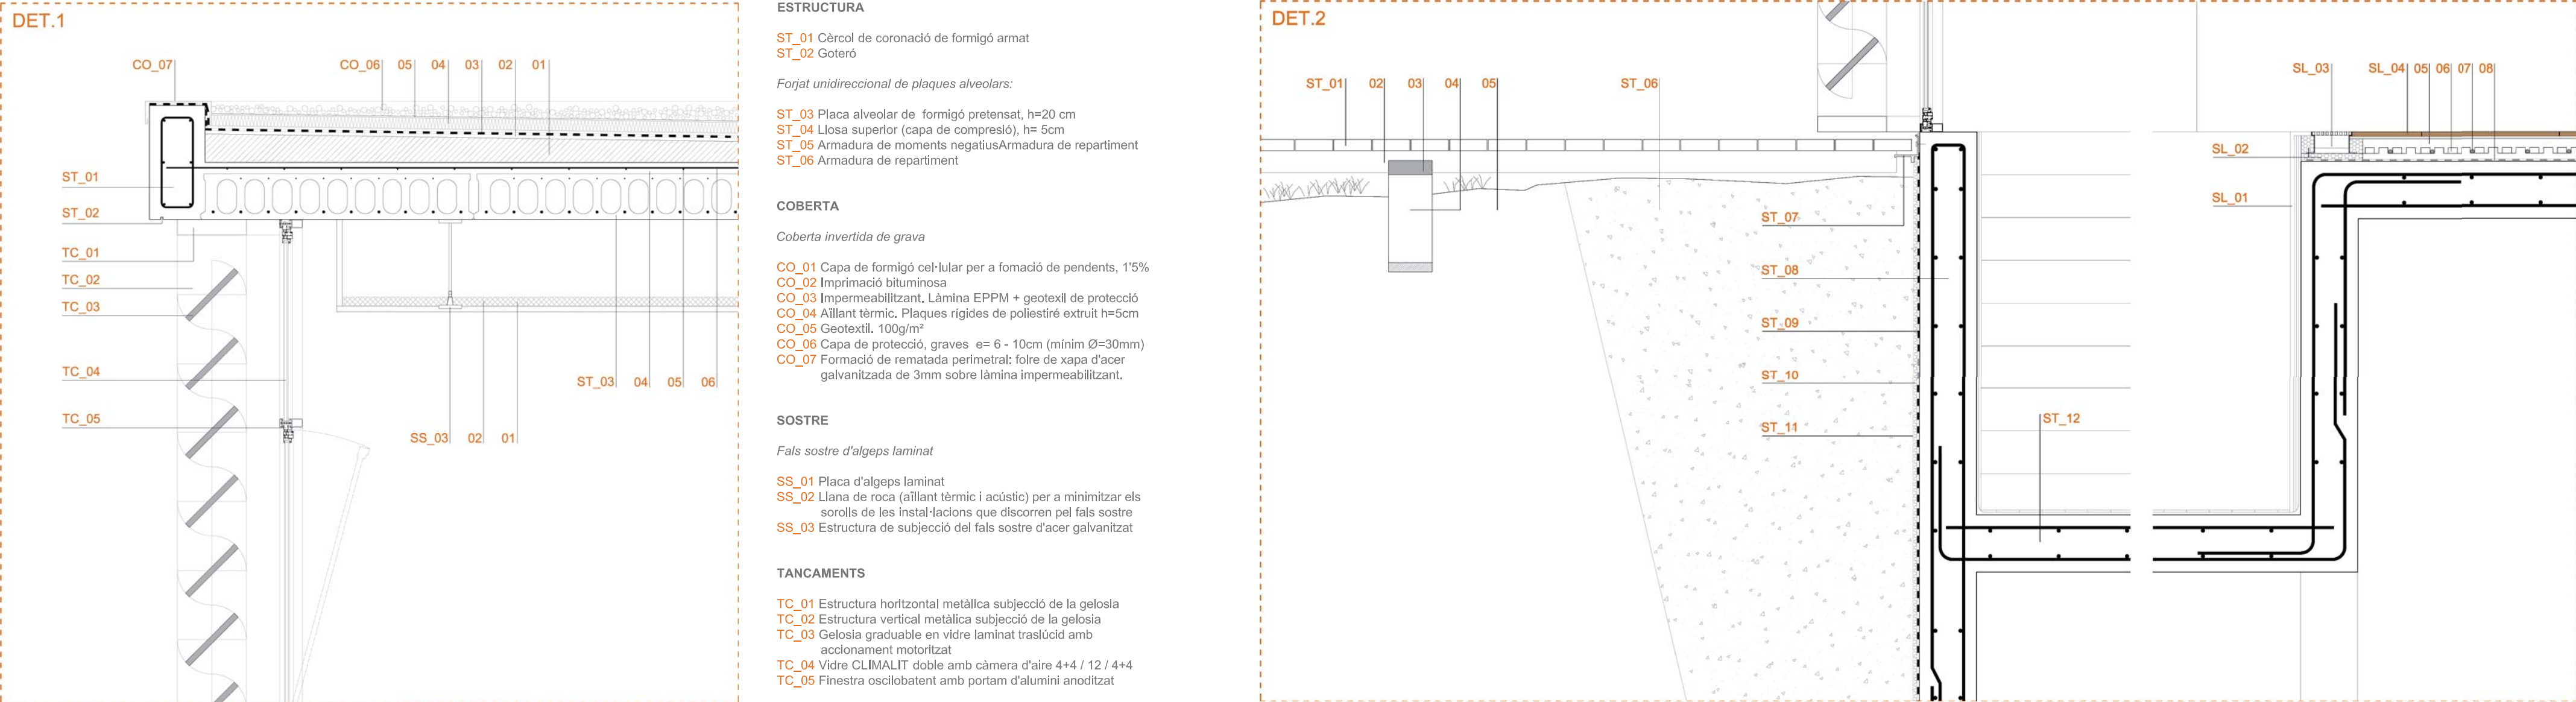 DET.1
CO_07 CO_06 05 04 03 02 01
ST_01
ST_02
TC_01
TC_02
TC_03
TC_04
TC_05
ST_03 04 05 06
SS_03 02 01
ESTRUCTURA
ST_01 Cèrcol de coronació de formigó armat
ST_02 Goteró
Forjat unidireccional de plaques alveolars:
ST_03 Placa alveolar de formigó pretensat, h=20 cm
ST_04 Llosa superior (capa de compresió), h= 5cm
ST_05 Armadura de moments negatiusArmadura de repartiment
ST_06 Armadura de repartiment
COBERTA
Coberta invertida de grava
CO_01 Capa de formigó cel·lular per a fomació de pendents, 1'5%
CO_02 Imprimació bituminosa
CO_03 Impermeabilitzant. Làmina EPPM + geotexil de protecció
CO_04 Aïllant tèrmic. Plaques rígides de poliestiré extruit h=5cm
CO_05 Geotextil. 100g/m²
CO_06 Capa de protecció, graves e= 6 - 10cm (mínim Ø=30mm)
CO_07 Formació de rematada perimetral: folre de xapa d'acer
galvanitzada de 3mm sobre làmina impermeabilitzant.
SOSTRE
Fals sostre d'algeps laminat
SS_01 Placa d'algeps laminat
SS_02 Llana de roca (aïllant tèrmic i acústic) per a minimitzar els
sorolls de les instal·lacions que discorren pel fals sostre
SS_03 Estructura de subjecció del fals sostre d'acer galvanitzat
TANCAMENTS
TC_01 Estructura horitzontal metàlica subjecció de la gelosia
TC_02 Estructura vertical metàlica subjecció de la gelosia
TC_03 Gelosia graduable en vidre laminat traslúcid amb
accionament motoritzat
TC_04 Vidre CLIMALIT doble amb càmera d'aire 4+4 / 12 / 4+4
TC_05 Finestra oscilobatent amb portam d'alumini anoditzat
DET.2
ST_01 02 03 04 05 ST_06
ST_07
ST_08
ST_09
ST_10
ST_11
ST_12
SL_03 SL_04 05 06 07 08
SL_02
SL_01